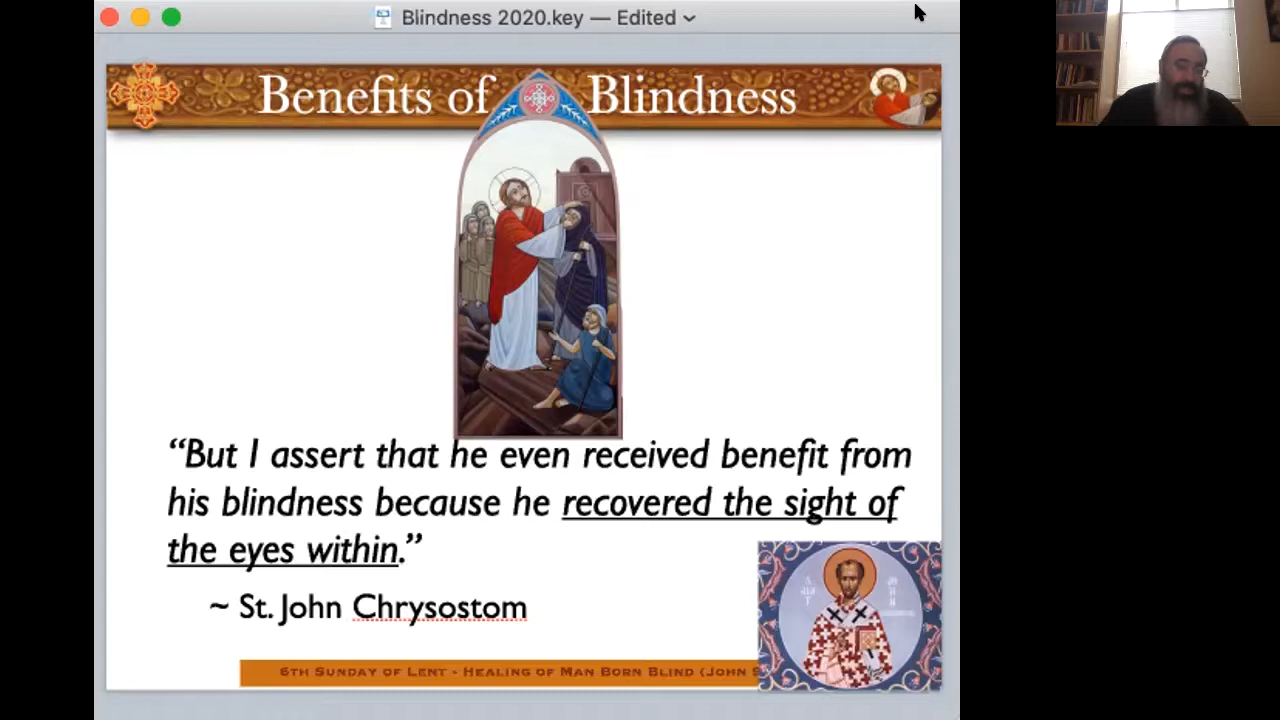 Blindness 2020.key — Edited
Benefits of Blindness
“But I assert that he even received benefit from
his blindness because he recovered the sight of
the eyes within.”
~ St. John Chrysostom
6th Sunday of Lent - Healing of Man Born Blind (John 9